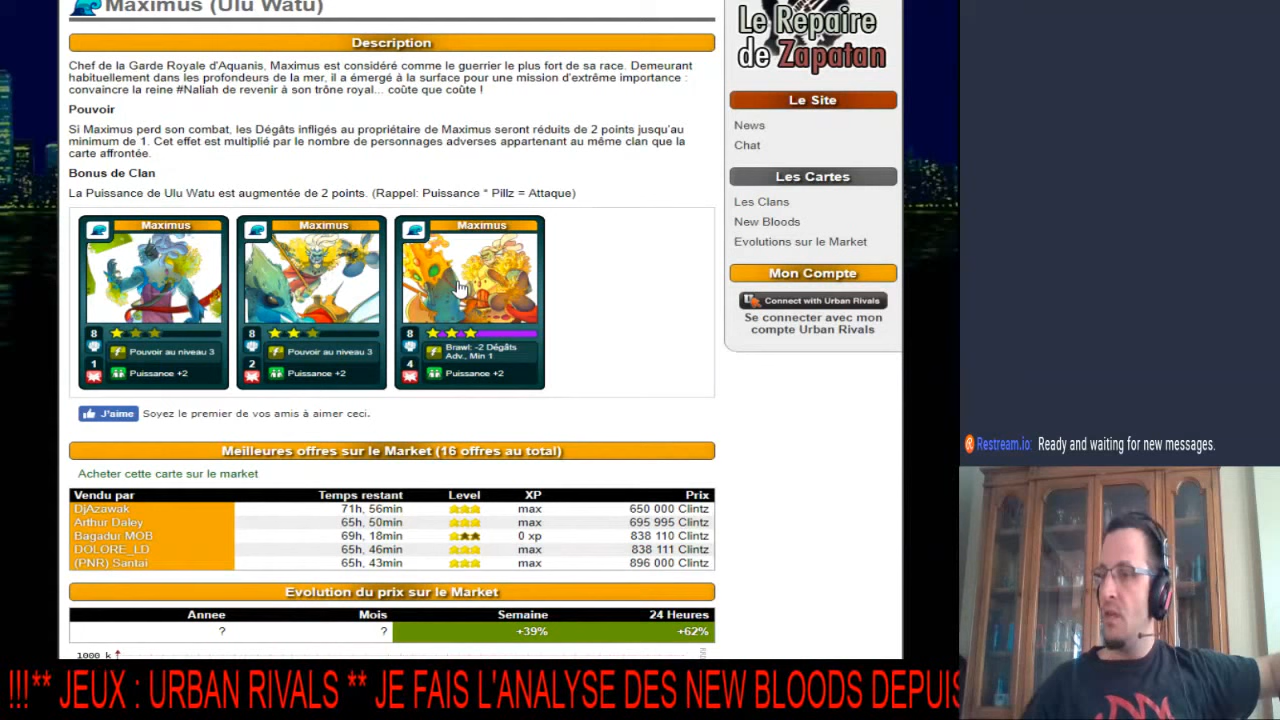 Maximus (Ulu Watu)
Description
Chef de la Garde Royale d'Aquanis, Maximus est considéré comme le guerrier le plus fort de sa race. Demeurant
habituellement dans les profondeurs de la mer, il a émergé à la surface pour une mission d'extrême importance :
convaincre la reine #Naliah de revenir à son trône royal... coûte que coûte !
Pouvoir
Si Maximus perd son combat, les Dégâts infligés au propriétaire de Maximus seront réduits de 2 points jusqu'au
minimum de 1. Cet effet est multiplié par le nombre de personnages adverses appartenant au même clan que la
carte affrontée.
Bonus de Clan
La Puissance de Ulu Watu est augmentée de 2 points. (Rappel: Puissance * Pillz = Attaque)
Maximus
8
Pouvoir au niveau 3
1
Puissance +2
Maximus
8
Pouvoir au niveau 3
2
Puissance +2
Maximus
8
Brawl: -2 Dégâts
Adv., Min 1
4
Puissance +2
J'aime Soyez le premier de vos amis à aimer ceci.
Meilleures offres sur le Market (16 offres au total)
Acheter cette carte sur le market
Vendu par Temps restant Level XP Prix
DjAzawak 71h, 56min max 650 000 Clintz
Arthur Daley 65h, 50min max 695 995 Clintz
Bagadur MOB 69h, 18min 0 xp 838 110 Clintz
DOLORE_LD 65h, 46min max 838 111 Clintz
(PNR) Santai 65h, 43min max 896 000 Clintz
Evolution du prix sur le Market
Annee Mois Semaine 24 Heures
? ? +39% +62%
1000 k
Le Repaire
de Zapatan
Le Site
News
Chat
Les Cartes
Les Clans
New Bloods
Evolutions sur le Market
Mon Compte
Connect with Urban Rivals
Se connecter avec mon
compte Urban Rivals
Restream.io: Ready and waiting for new messages.
!!!** JEUX : URBAN RIVALS ** JE FAIS L'ANALYSE DES NEW BLOODS DEPUIS